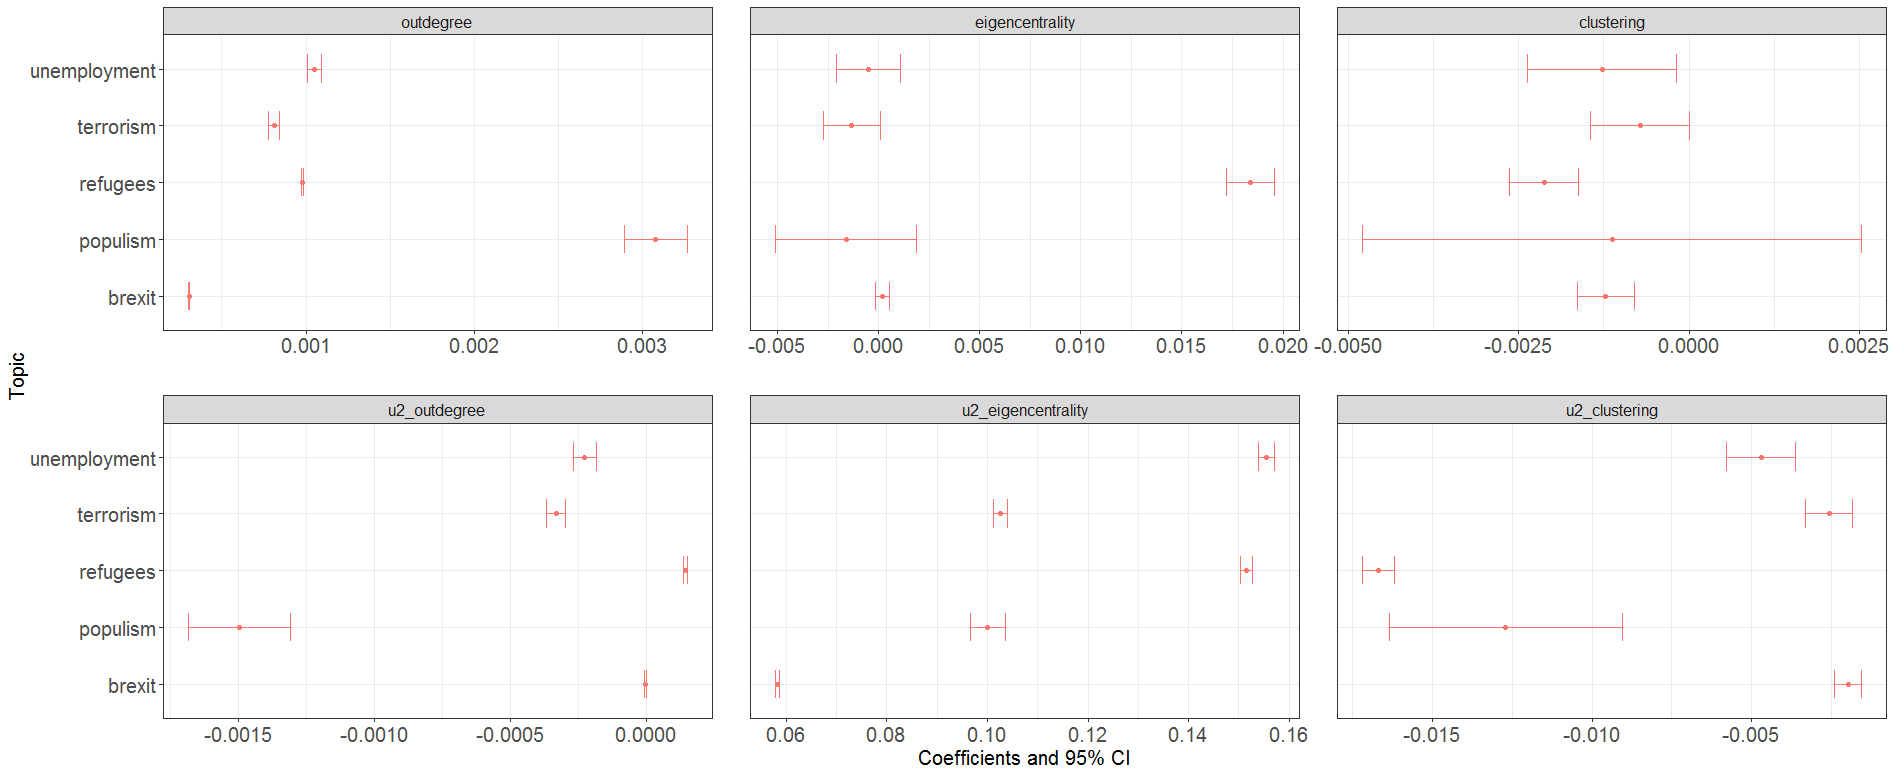 outdegree
eigencentrality
clustering
unemployment
terrorism
refugees
populism
brexit
0.001 0.002 0.003
-0.005 0.000 0.005 0.010 0.015 0.020
-0.0050 -0.0025 0.0000 0.0025
Topic
u2_outdegree
u2_eigencentrality
u2_clustering
unemployment
terrorism
refugees
populism
brexit
-0.0015 -0.0010 -0.0005 0.0000
0.06 0.08 0.10 0.12 0.14 0.16
-0.015 -0.010 -0.005
Coefficients and 95% CI